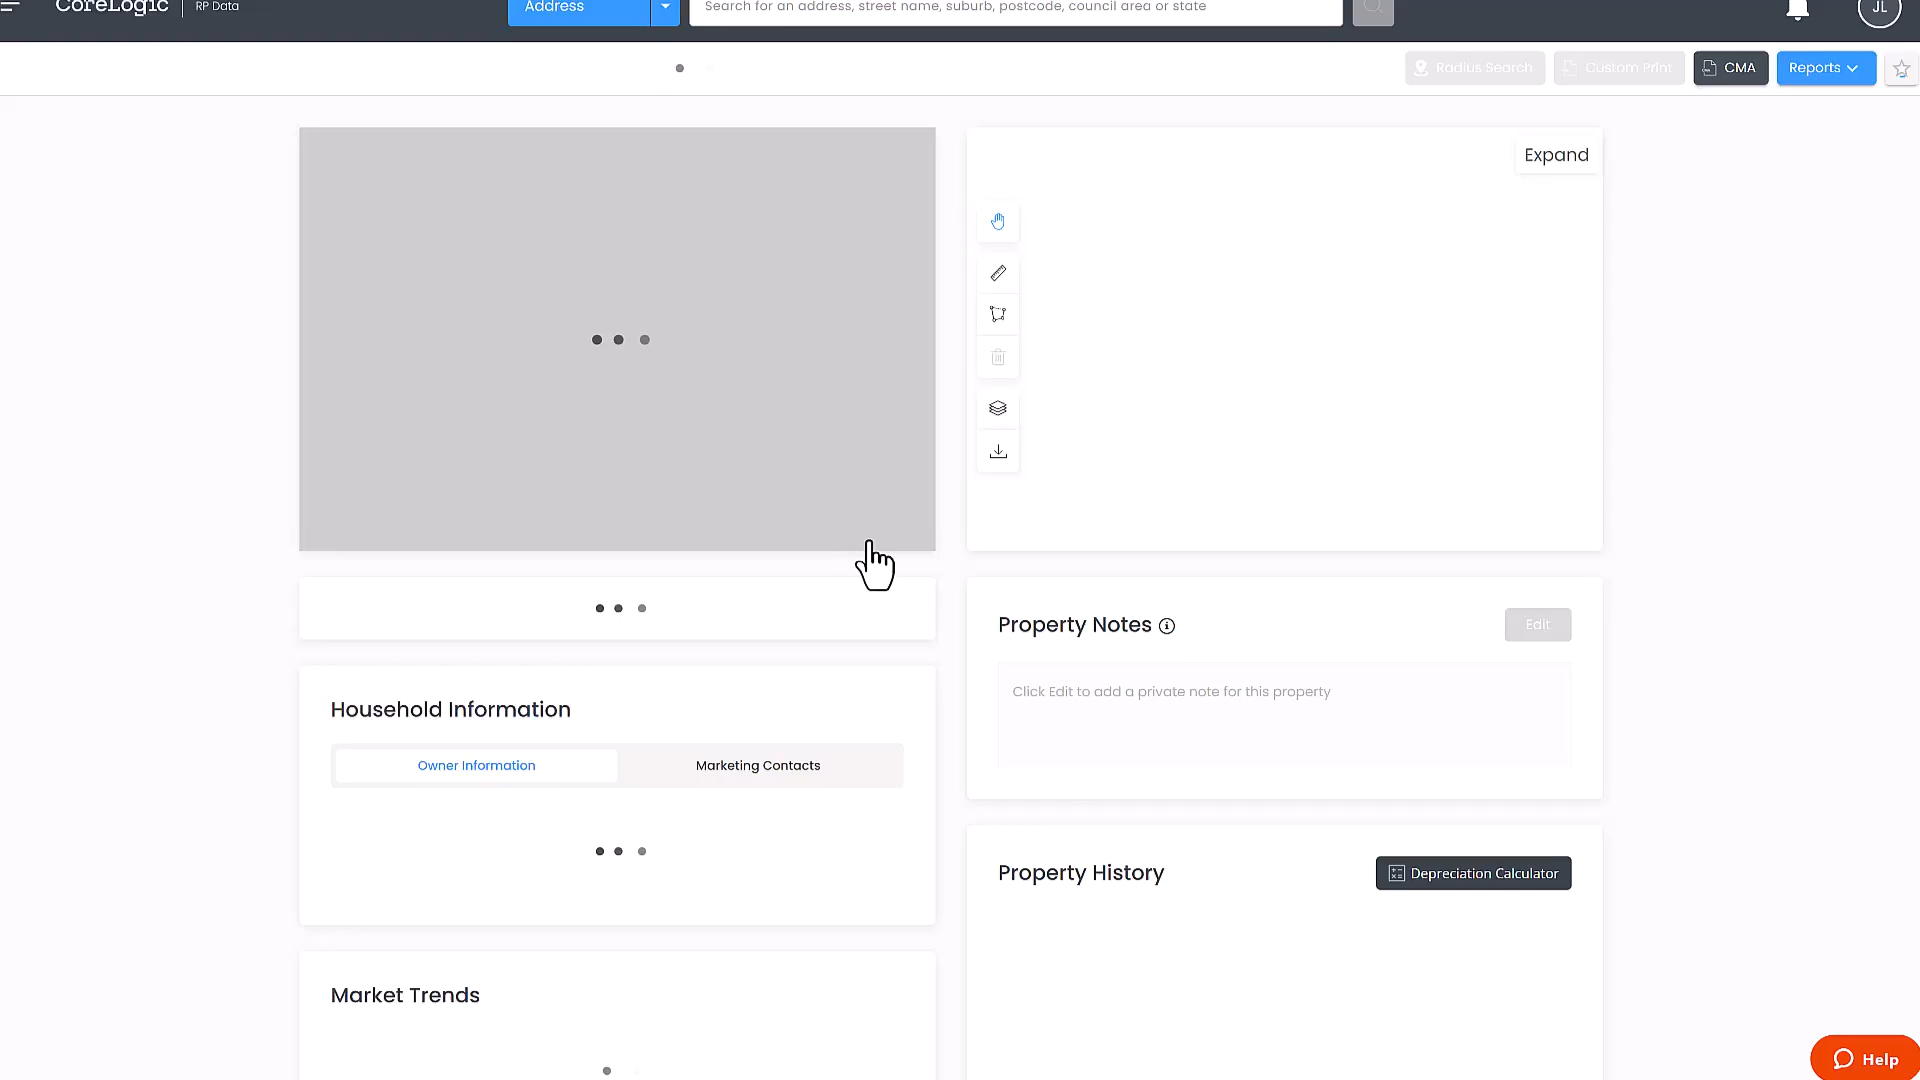 CoreLogic
RP Data
Address
Search for an address, street name, suburb, postcode, council area or state
JL
Radius Search
Custom Print
CMA
Reports
Expand
Property Notes
Edit
Click Edit to add a private note for this property
Household Information
Owner Information
Marketing Contacts
Property History
Depreciation Calculator
Market Trends
Help